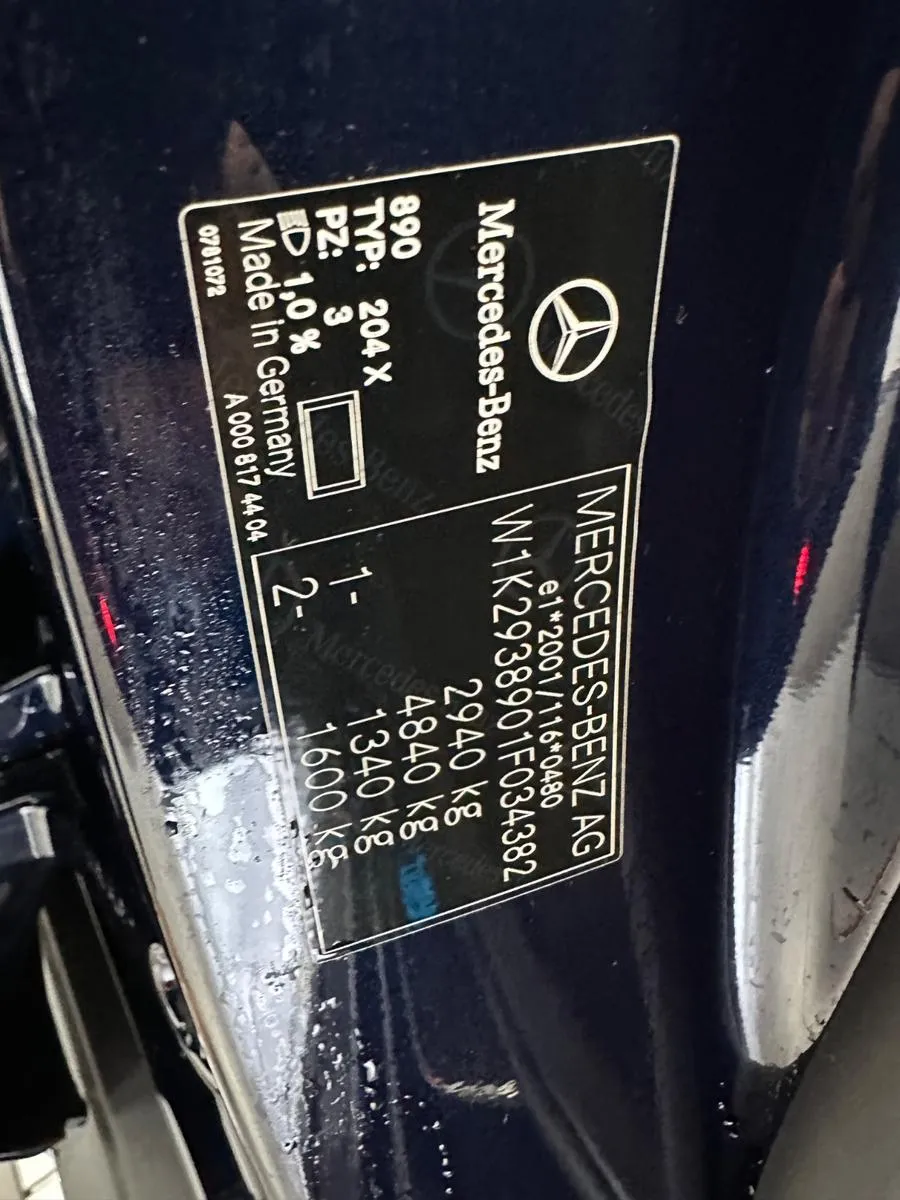 Mercedes-Benz
890
TYP: 204 X
PZ: 3
1,0 %
Made in Germany
0781072
A 000 817 44 04
MERCEDES-BENZ AG
e1*2001/116*0480
W1K2938901F034382
2940 kg
4840 kg
1- 1340 kg
2- 1600 kg